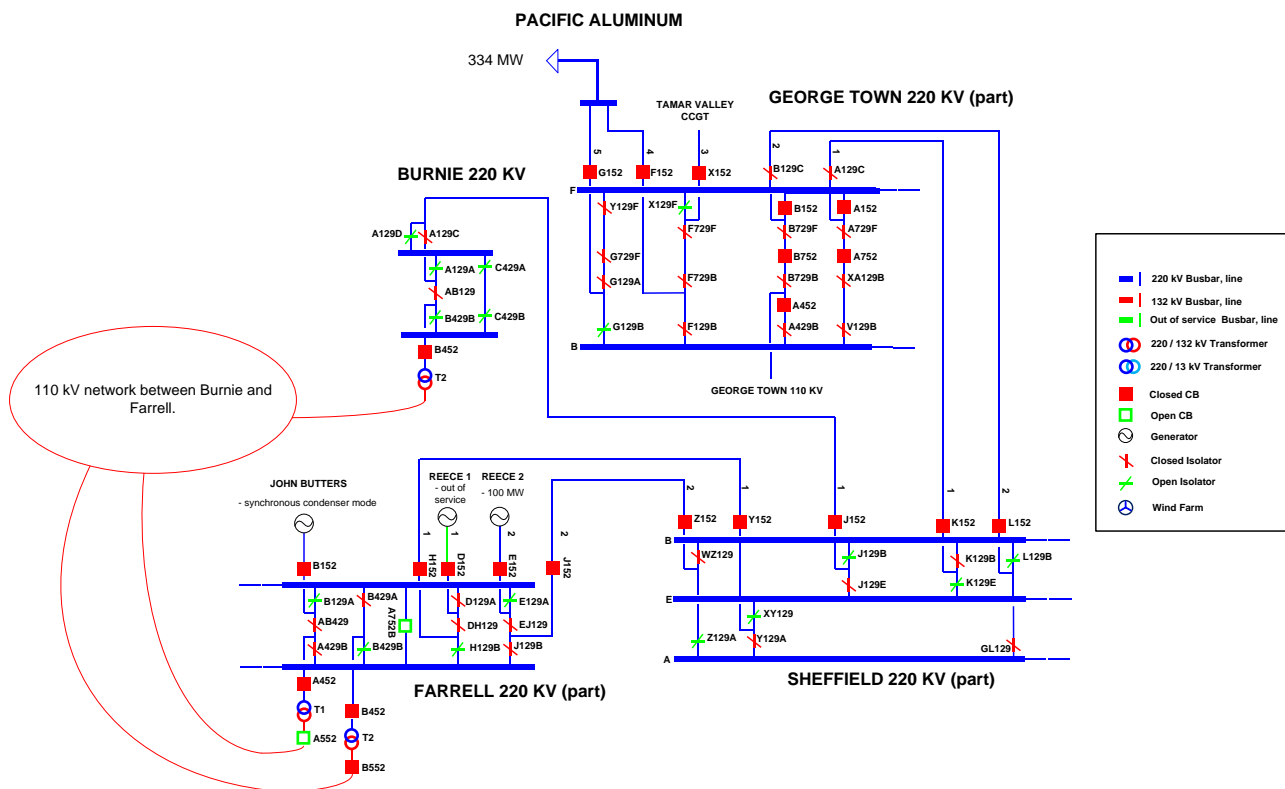 PACIFIC ALUMINUM
334 MW
GEORGE TOWN 220 KV (part)
TAMAR VALLEY
CCGT
5
4
3
2
1
G152
F152
X152
B129C
A129C
F
Y129F
X129F
B152
A152
F729F
B729F
A729F
G729F
B752
A752
G129A
F729B
B729B
XA129B
A452
G129B
F129B
A429B
V129B
B
GEORGE TOWN 110 KV
BURNIE 220 KV
A129D
A129C
A129A
C429A
AB129
B429B
C429B
B452
T2
110 kV network between Burnie and
Farrell.
220 kV Busbar, line
132 kV Busbar, line
Out of service Busbar, line
220 / 132 kV Transformer
220 / 13 kV Transformer
Closed CB
Open CB
Generator
Closed Isolator
Open Isolator
Wind Farm
JOHN BUTTERS
- synchronous condenser mode
REECE 1
- out of
service
REECE 2
- 100 MW
1
1
2
2
B152
H152
D152
E152
J152
B129A
B429A
D129A
E129A
AB429
A752B
DH129
EJ129
A429B
B429B
H129B
J129B
A452
T1
A552
B452
T2
B552
FARRELL 220 KV (part)
2
1
1
1
2
Z152
Y152
J152
K152
L152
B
WZ129
J129B
K129B
L129B
J129E
K129E
E
XY129
Z129A
Y129A
GL129
A
SHEFFIELD 220 KV (part)